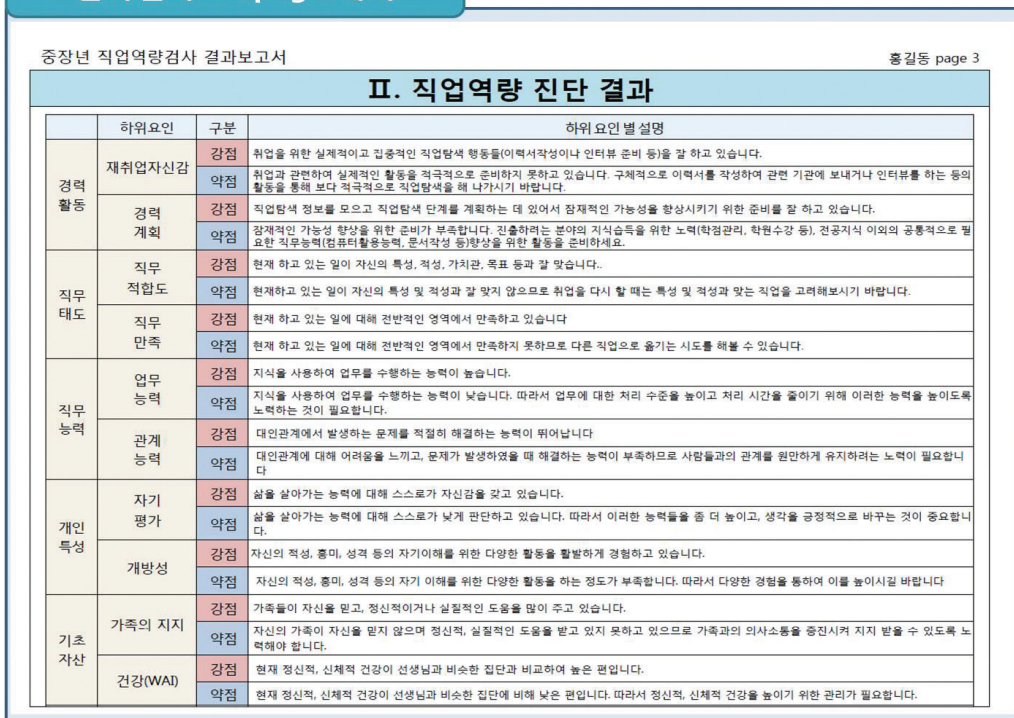 중장년 직업역량검사 결과보고서
홍길동 page 3
Ⅱ. 직업역량 진단 결과
하위요인 구분 하위 요인 별 설명
경력
활동
재취업자신감
강점 취업을 위한 실제적이고 집중적인 직업탐색 행동들(이력서작성이나 인터뷰 준비 등)을 잘 하고 있습니다.
약점 취업과 관련하여 실제적인 활동을 적극적으로 준비하지 못하고 있습니다. 구체적으로 이력서를 작성하여 관련 기관에 보내거나 인터뷰를 하는 등의
활동을 통해 보다 적극적으로 직업탐색을 해 나가시기 바랍니다.
경력
계획
강점 직업탐색 정보를 모으고 직업탐색 단계를 계획하는 데 있어서 잠재적인 가능성을 향상시키기 위한 준비를 잘 하고 있습니다.
약점 잠재적인 가능성 향상을 위한 준비가 부족합니다. 진출하려는 분야의 지식습득을 위한 노력(학점관리, 학원수강 등), 전공지식 이외의 공통적으로 필
요한 직무능력(컴퓨터활용능력, 문서작성 등)향상을 위한 활동을 준비하세요.
직무
태도
직무
적합도
강점 현재 하고 있는 일이 자신의 특성, 적성, 가치관, 목표 등과 잘 맞습니다..
약점 현재하고 있는 일이 자신의 특성 및 적성과 잘 맞지 않으므로 취업을 다시 할 때는 특성 및 적성과 맞는 직업을 고려해보시기 바랍니다.
직무
만족
강점 현재 하고 있는 일에 대해 전반적인 영역에서 만족하고 있습니다
약점 현재 하고 있는 일에 대해 전반적인 영역에서 만족하지 못하므로 다른 직업으로 옮기는 시도를 해볼 수 있습니다.
직무
능력
업무
능력
강점 지식을 사용하여 업무를 수행하는 능력이 높습니다.
약점 지식을 사용하여 업무를 수행하는 능력이 낮습니다. 따라서 업무에 대한 처리 수준을 높이고 처리 시간을 줄이기 위해 이러한 능력을 높이도록
노력하는 것이 필요합니다.
관계
능력
강점 대인관계에서 발생하는 문제를 적절히 해결하는 능력이 뛰어납니다
약점 대인관계에 대해 어려움을 느끼고, 문제가 발생하였을 때 해결하는 능력이 부족하므로 사람들과의 관계를 원만하게 유지하려는 노력이 필요합니
다
개인
특성
자기
평가
강점 삶을 살아가는 능력에 대해 스스로가 자신감을 갖고 있습니다.
약점 삶을 살아가는 능력에 대해 스스로가 낮게 판단하고 있습니다. 따라서 이러한 능력들을 좀 더 높이고, 생각을 긍정적으로 바꾸는 것이 중요합니
다.
개방성
강점 자신의 적성, 흥미, 성격 등의 자기이해를 위한 다양한 활동을 활발하게 경험하고 있습니다.
약점 자신의 적성, 흥미, 성격 등의 자기 이해를 위한 다양한 활동을 하는 정도가 부족합니다. 따라서 다양한 경험을 통하여 이를 높이시길 바랍니다
기초
자산
가족의 지지
강점 가족들이 자신을 믿고, 정신적이거나 실질적인 도움을 많이 주고 있습니다.
약점 자신의 가족이 자신을 믿지 않으며 정신적, 실질적인 도움을 받고 있지 못하고 있으므로 가족과의 의사소통을 증진시켜 지지 받을 수 있도록 노
력해야 합니다.
건강(WAI)
강점 현재 정신적, 신체적 건강이 선생님과 비슷한 집단과 비교하여 높은 편입니다.
약점 현재 정신적, 신체적 건강이 선생님과 비슷한 집단에 비해 낮은 편입니다. 따라서 정신적, 신체적 건강을 높이기 위한 관리가 필요합니다.